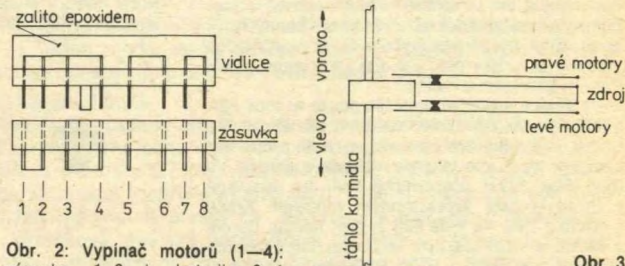 zalito epoxidem
vidlice
zásuvka
1 2 3 4 5 6 7 8
vpravo
vlevo
táhlo kormidla
pravé motory
zdroj
levé motory
Obr. 2: Vypínač motorů (1—4):
Obr. 3